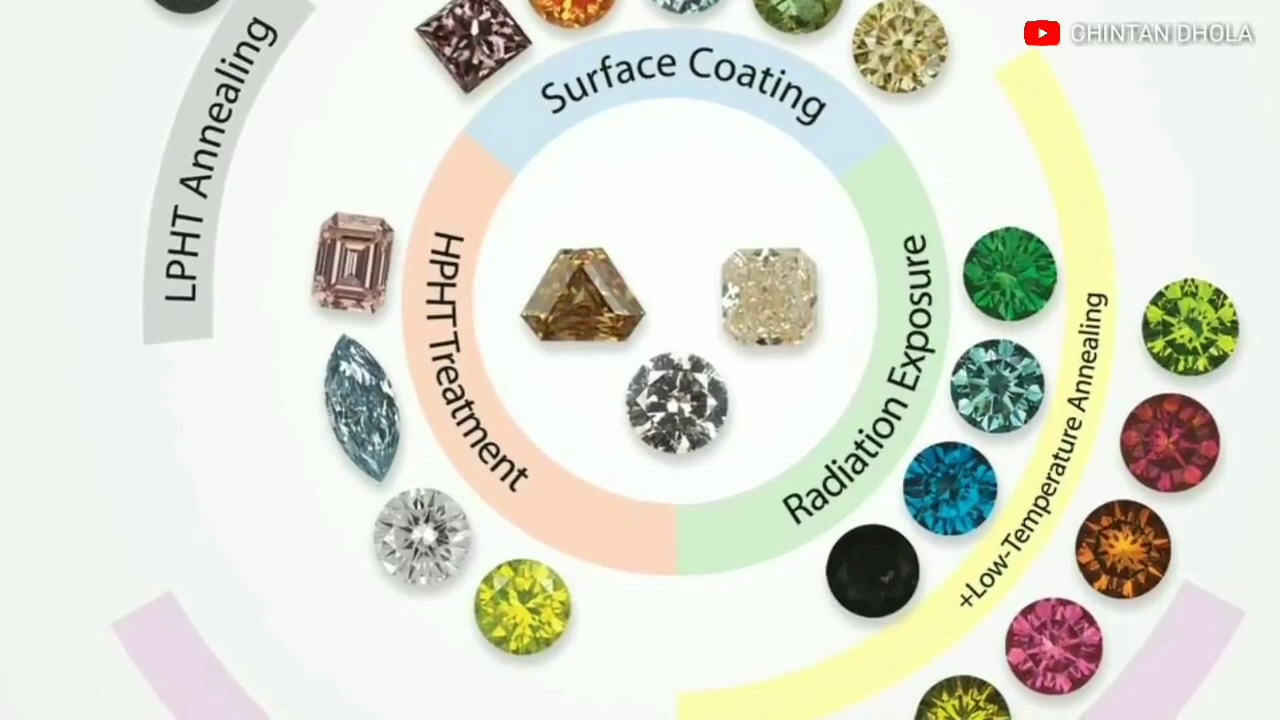 CHINTAN DHOLA
LPHT Annealing
Surface Coating
HPHT Treatment
Radiation Exposure
+Low-Temperature Annealing